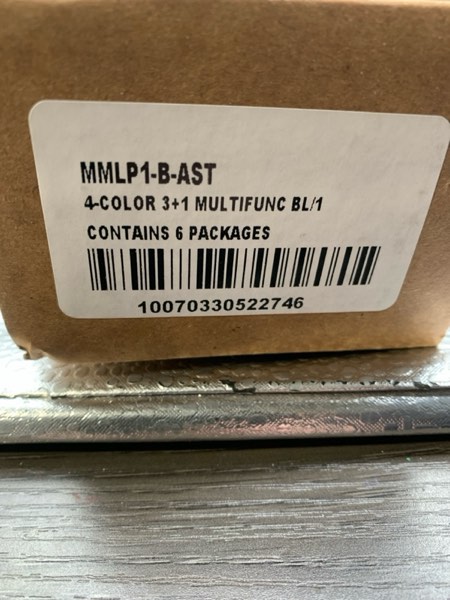 MMLP1-B-AST
4-COLOR 3+1 MULTIFUNC BL/1
CONTAINS 6 PACKAGES
10070330522746